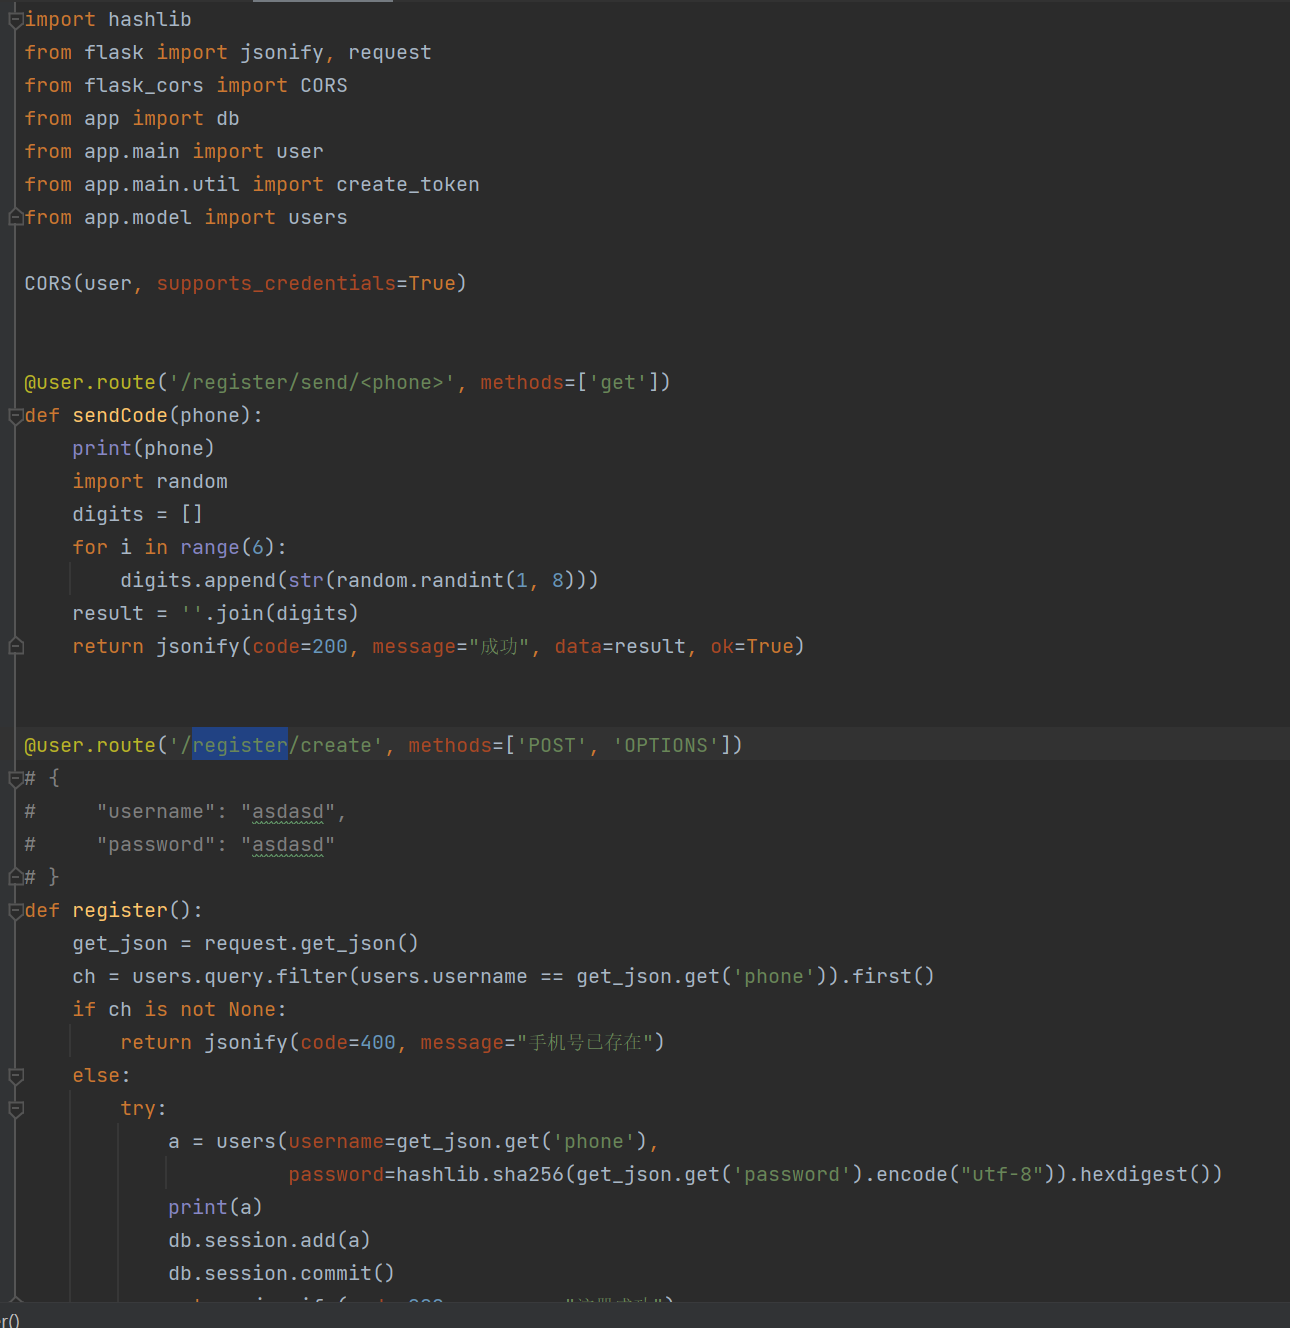 import hashlib
from flask import jsonify, request
from flask_cors import CORS
from app import db
from app.main import user
from app.main.util import create_token
from app.model import users
CORS(user, supports_credentials=True)
@user.route('/register/send/<phone>', methods=['get'])
def sendCode(phone):
    print(phone)
    import random
    digits = []
    for i in range(6):
        digits.append(str(random.randint(1, 8)))
    result = ''.join(digits)
    return jsonify(code=200, message="成功", data=result, ok=True)
@user.route('/register/create', methods=['POST', 'OPTIONS'])
# {
#     "username": "asdasd",
#     "password": "asdasd"
# }
def register():
    get_json = request.get_json()
    ch = users.query.filter(users.username == get_json.get('phone')).first()
    if ch is not None:
        return jsonify(code=400, message="手机号已存在")
    else:
        try:
            a = users(username=get_json.get('phone'),
                      password=hashlib.sha256(get_json.get('password').encode("utf-8")).hexdigest())
            print(a)
            db.session.add(a)
            db.session.commit()
r()